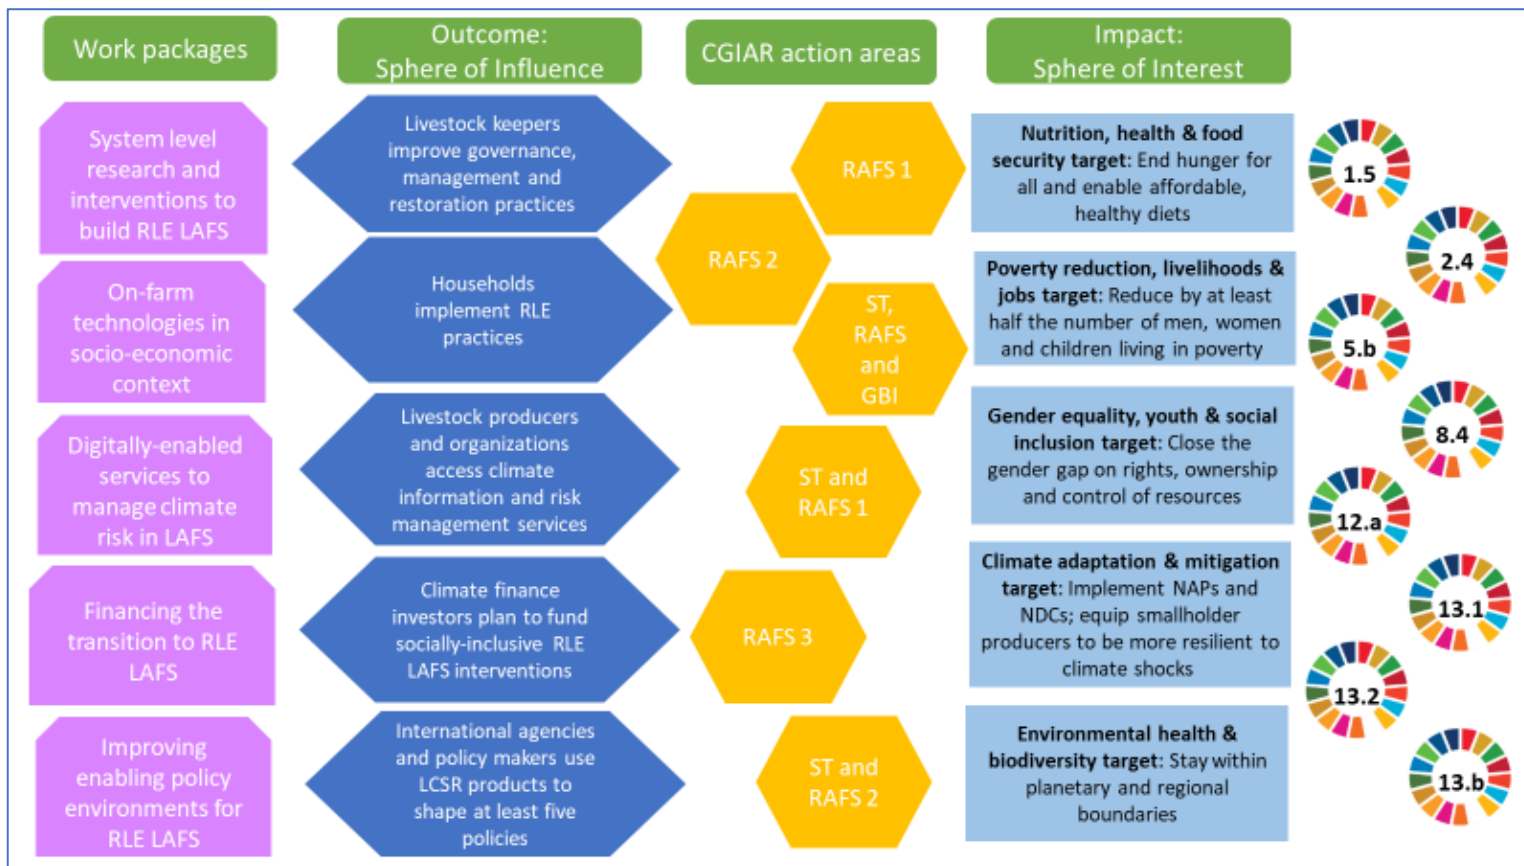 Work packages
Outcome:
Sphere of Influence
CGIAR action areas
Impact:
Sphere of Interest
System level
research and
interventions to
build RLE LAFS
On-farm
technologies in
socio-economic
context
Digitally-enabled
services to
manage climate
risk in LAFS
Financing the
transition to RLE
LAFS
Improving
enabling policy
environments for
RLE LAFS
Livestock keepers
improve governance,
management and
restoration practices
Households
implement RLE
practices
Livestock producers
and organizations
access climate
information and risk
management services
Climate finance
investors plan to fund
socially-inclusive RLE
LAFS interventions
International agencies
and policy makers use
LCSR products to
shape at least five
policies
RAFS 1
RAFS 2
ST,
RAFS
and
GBI
ST and
RAFS 1
RAFS 3
ST and
RAFS 2
Nutrition, health & food
security target: End hunger for
all and enable affordable,
healthy diets
Poverty reduction, livelihoods &
jobs target: Reduce by at least
half the number of men, women
and children living in poverty
Gender equality, youth & social
inclusion target: Close the
gender gap on rights, ownership
and control of resources
Climate adaptation & mitigation
target: Implement NAPs and
NDCs; equip smallholder
producers to be more resilient to
climate shocks
Environmental health &
biodiversity target: Stay within
planetary and regional
boundaries
1.5
2.4
5.b
8.4
12.a
13.1
13.2
13.b